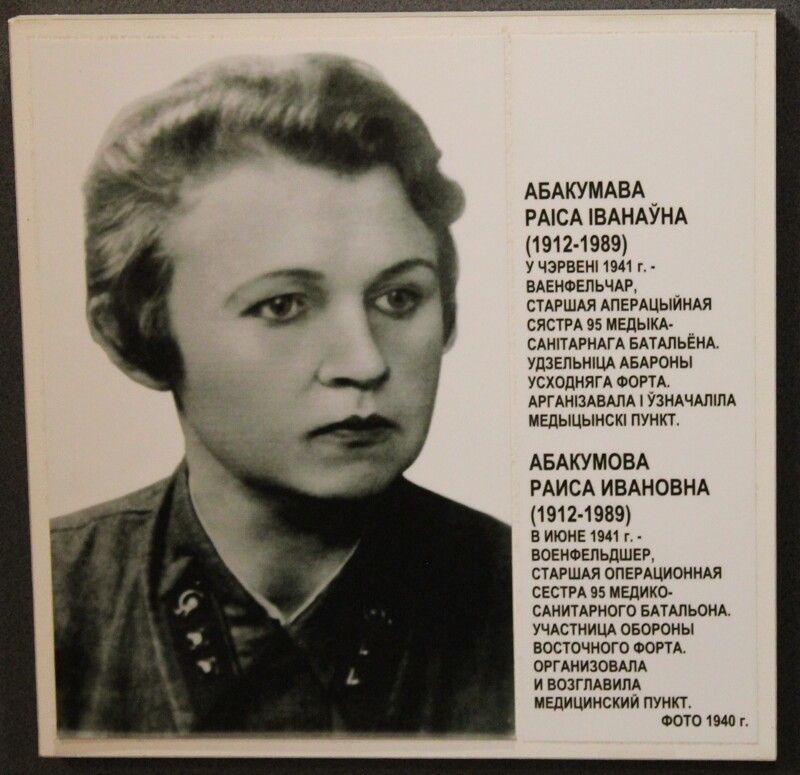 АБАКУМАВА
РАІСА ІВАНАЎНА
(1912-1989)
У ЧЭРВЕНІ 1941 г. -
ВАЕНФЕЛЬЧАР,
СТАРШАЯ АПЕРАЦЫЙНАЯ
СЯСТРА 95 МЕДЫКА-
САНІТАРНАГА БАТАЛЬЁНА.
УДЗЕЛЬНІЦА АБАРОНЫ
УСХОДНЯГА ФОРТА.
АРГАНІЗАВАЛА І ЎЗНАЧАЛІЛА
МЕДЫЦЫНСКІ ПУНКТ.
АБАКУМОВА
РАИСА ИВАНОВНА
(1912-1989)
В ИЮНЕ 1941 г. -
ВОЕНФЕЛЬДШЕР,
СТАРШАЯ ОПЕРАЦИОННАЯ
СЕСТРА 95 МЕДИКО-
САНИТАРНОГО БАТАЛЬОНА.
УЧАСТНИЦА ОБОРОНЫ
ВОСТОЧНОГО ФОРТА.
ОРГАНИЗОВАЛА
И ВОЗГЛАВИЛА
МЕДИЦИНСКИЙ ПУНКТ.
ФОТО 1940 г.